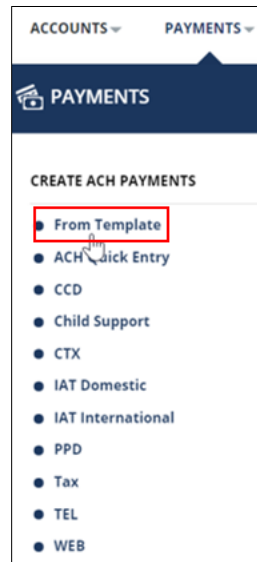 ACCOUNTS PAYMENTS
PAYMENTS
CREATE ACH PAYMENTS
From Template
ACH Quick Entry
CCD
Child Support
CTX
IAT Domestic
IAT International
PPD
Tax
TEL
WEB